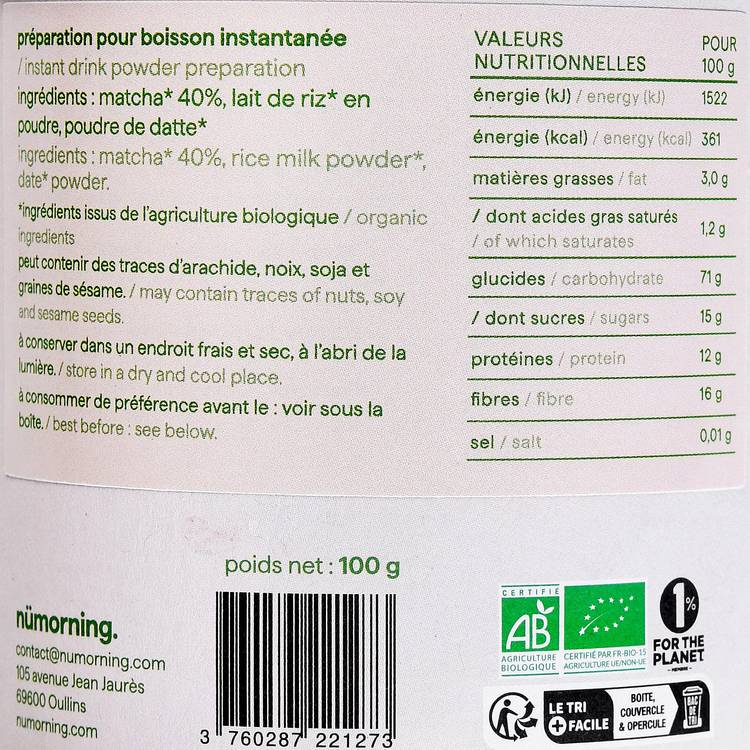 préparation pour boisson instantanée
/ instant drink powder preparation
ingrédients : matcha* 40%, lait de riz* en
poudre, poudre de datte*
ingredients : matcha* 40%, rice milk powder*,
date* powder.
*ingrédients issus de l'agriculture biologique / organic
ingredients
peut contenir des traces d'arachide, noix, soja et
graines de sésame. / may contain traces of nuts, soy
and sesame seeds.
à conserver dans un endroit frais et sec, à l'abri de la
lumière. / store in a dry and cool place.
à consommer de préférence avant le : voir sous la
boîte. / best before : see below.
VALEURS NUTRITIONNELLES POUR 100 g
énergie (kJ) / energy (kJ) 1522
énergie (kcal) / energy (kcal) 361
matières grasses / fat 3,0 g
/ dont acides gras saturés
/ of which saturates 1,2 g
glucides / carbohydrate 71 g
/ dont sucres / sugars 15 g
protéines / protein 12 g
fibres / fibre 16 g
sel / salt 0,01 g
poids net : 100 g
nümorning.
contact@numorning.com
105 avenue Jean Jaurès
69600 Oullins
numorning.com
3 760287 221273
CERTIFIÉ
AB
AGRICULTURE
BIOLOGIQUE
CERTIFIÉ PAR FR-BIO-15
AGRICULTURE UE/NON-UE
1%
FOR THE
PLANET
MEMBRE
LE TRI
+ FACILE
BOITE,
COUVERCLE
& OPERCULE
BAC
DE TRI